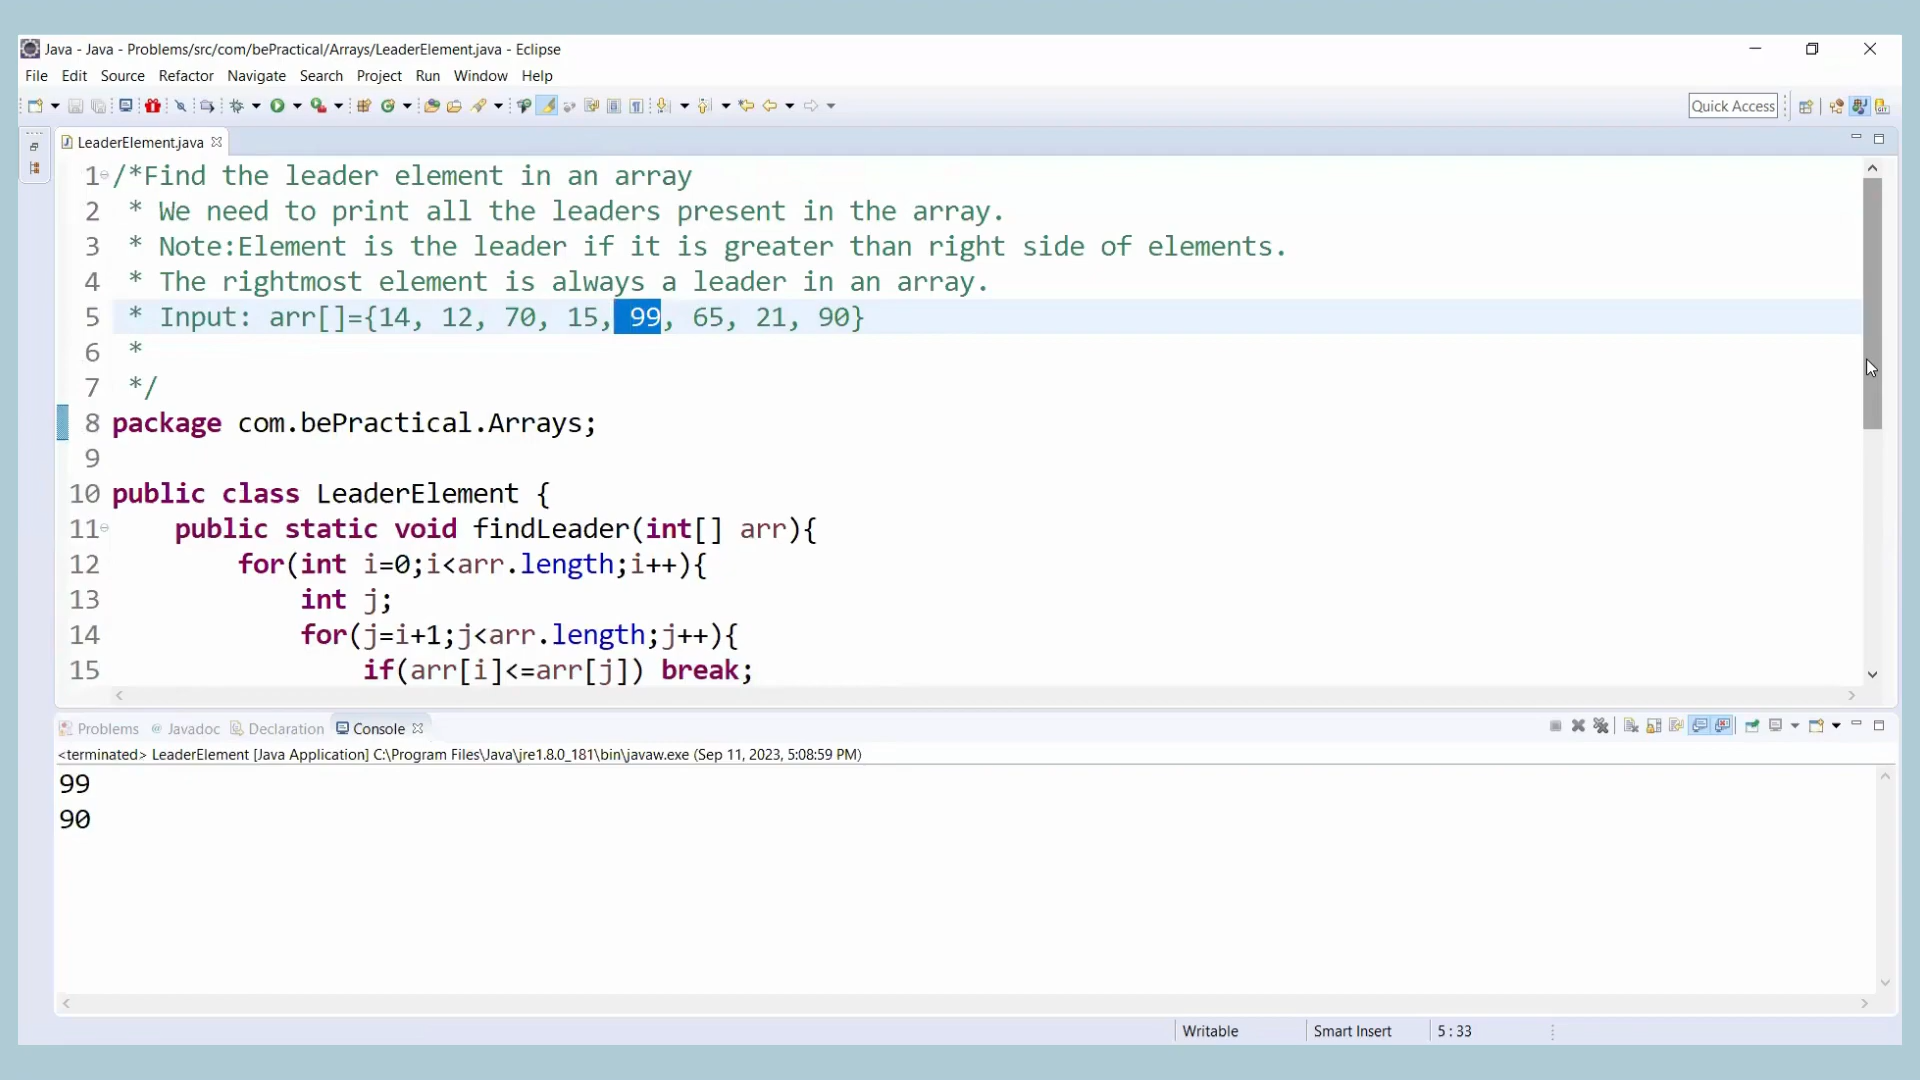 Java - Java - Problems/src/com/bePractical/Arrays/LeaderElement.java - Eclipse
File Edit Source Refactor Navigate Search Project Run Window Help
Quick Access
LeaderElement.java
1 /*Find the leader element in an array
2  * We need to print all the leaders present in the array.
3  * Note:Element is the leader if it is greater than right side of elements.
4  * The rightmost element is always a leader in an array.
5  * Input: arr[]={14, 12, 70, 15, 99, 65, 21, 90}
6  *
7  */
8 package com.bePractical.Arrays;
9
10 public class LeaderElement {
11     public static void findLeader(int[] arr){
12         for(int i=0;i<arr.length;i++){
13             int j;
14             for(j=i+1;j<arr.length;j++){
15                 if(arr[i]<=arr[j]) break;
Problems @ Javadoc Declaration Console
<terminated> LeaderElement [Java Application] C:\Program Files\Java\jre1.8.0_181\bin\javaw.exe (Sep 11, 2023, 5:08:59 PM)
99
90
Writable Smart Insert 5 : 33